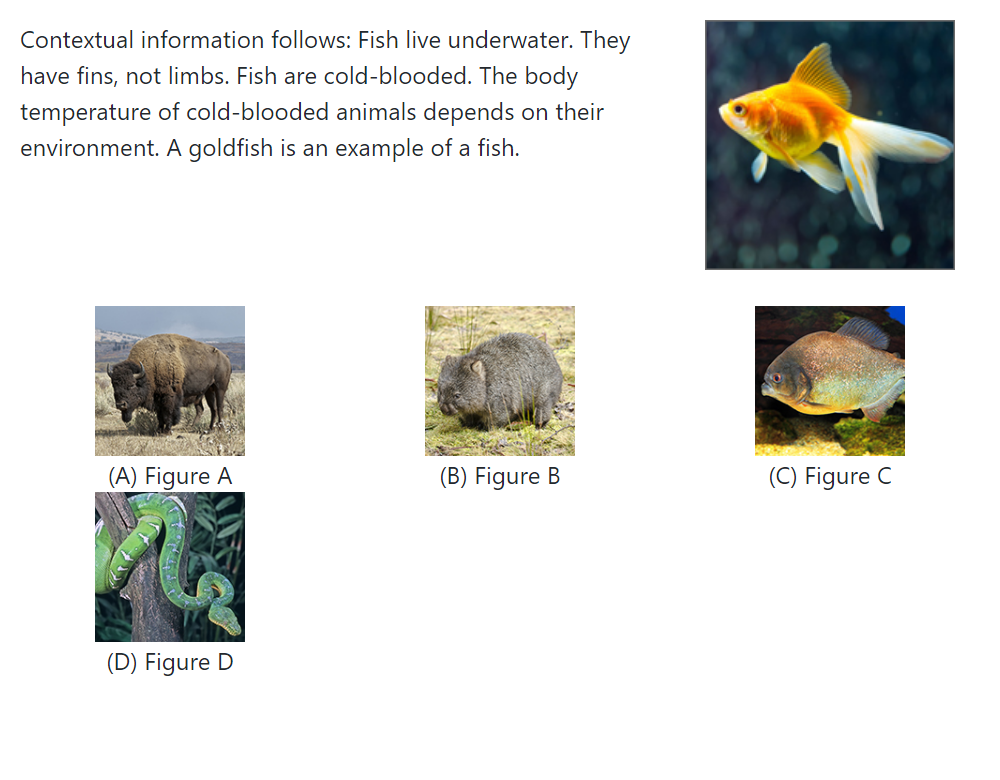 Contextual information follows: Fish live underwater. They
have fins, not limbs. Fish are cold-blooded. The body
temperature of cold-blooded animals depends on their
environment. A goldfish is an example of a fish.
(A) Figure A
(B) Figure B
(C) Figure C
(D) Figure D